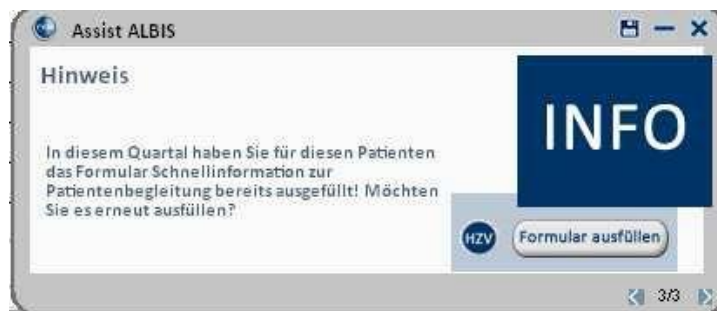 Assist ALBIS
Hinweis
INFO
In diesem Quartal haben Sie für diesen Patienten
das Formular Schnellinformation zur
Patientenbegleitung bereits ausgefüllt! Möchten
Sie es erneut ausfüllen?
HZV
Formular ausfüllen
3/3